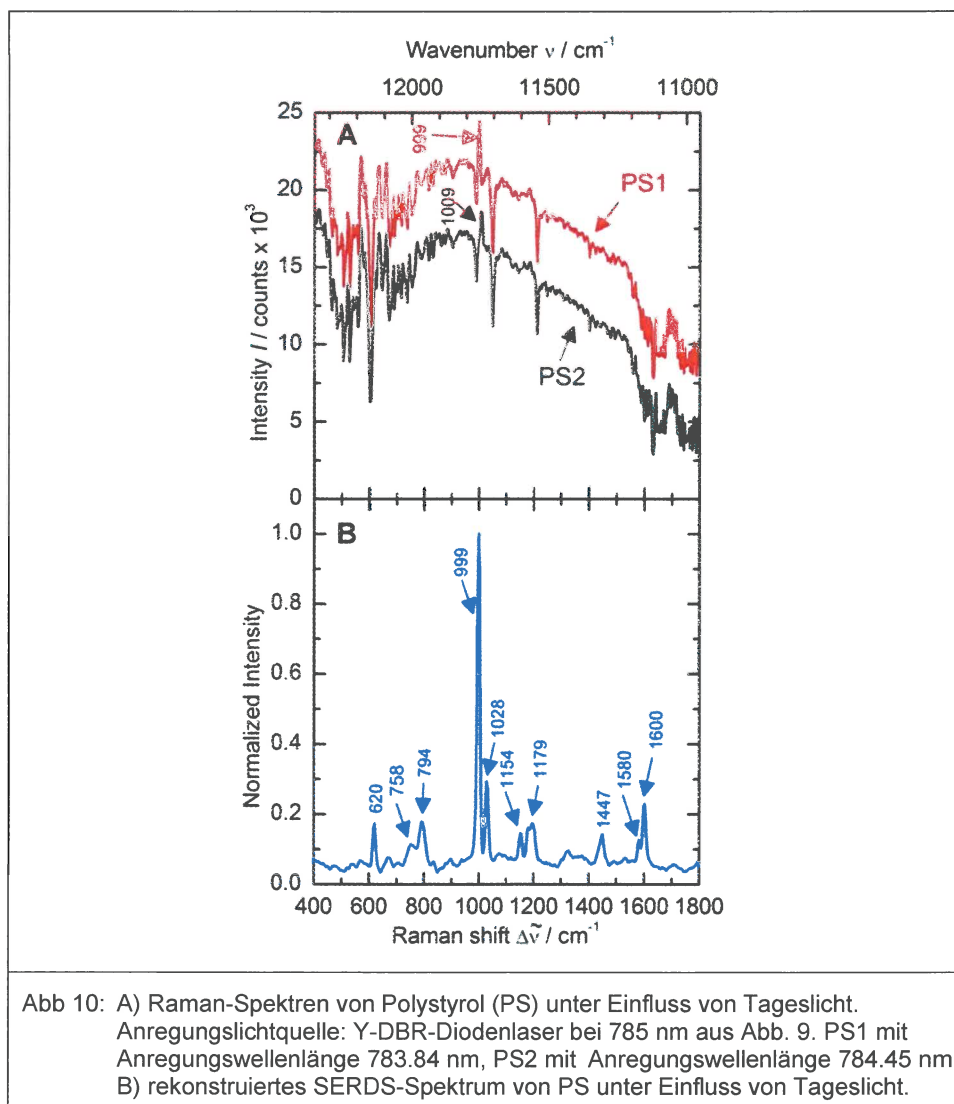 Wavenumber ν / cm⁻¹
12000 11500 11000
25
20
15
10
5
0
Intensity I / counts x 10³
A
999
1009
PS1
PS2
B
1.0
0.8
0.6
0.4
0.2
0.0
Normalized Intensity
620
758
794
999
1028
1154
1179
1447
1580
1600
400 600 800 1000 1200 1400 1600 1800
Raman shift Δν̃ / cm⁻¹
Abb 10: A) Raman-Spektren von Polystyrol (PS) unter Einfluss von Tageslicht.
Anregungslichtquelle: Y-DBR-Diodenlaser bei 785 nm aus Abb. 9. PS1 mit
Anregungswellenlänge 783.84 nm, PS2 mit Anregungswellenlänge 784.45 nm
B) rekonstruiertes SERDS-Spektrum von PS unter Einfluss von Tageslicht.